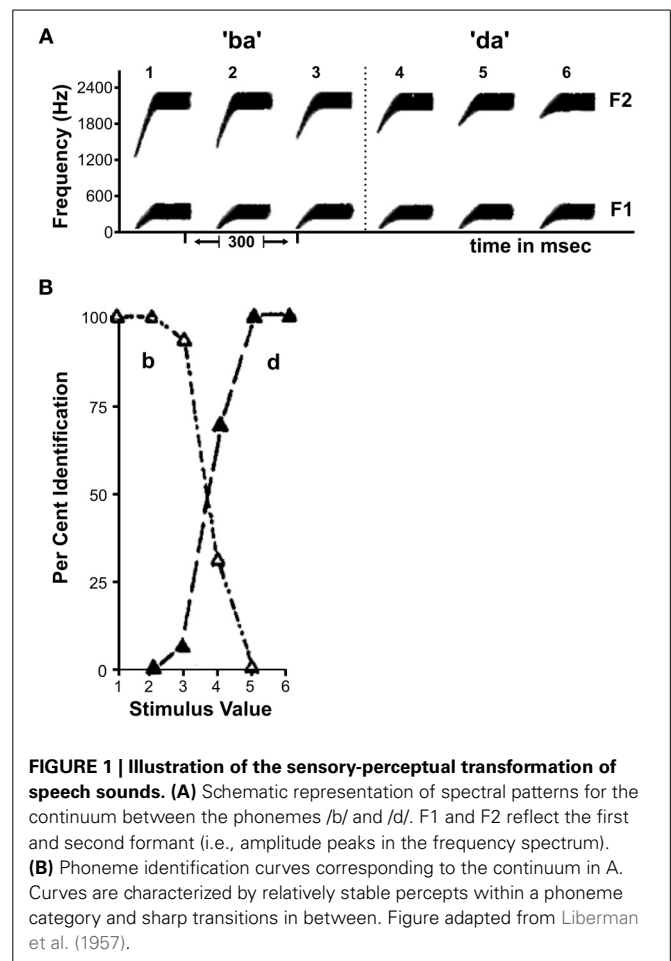 A
'ba' 'da'
1 2 3 4 5 6
Frequency (Hz)
2400
1800
1200
600
0
F2
F1
300
time in msec
B
Per Cent Identification
100
75
50
25
0
b d
1 2 3 4 5 6
Stimulus Value
FIGURE 1 | Illustration of the sensory-perceptual transformation of
speech sounds. (A) Schematic representation of spectral patterns for the
continuum between the phonemes /b/ and /d/. F1 and F2 reflect the first
and second formant (i.e., amplitude peaks in the frequency spectrum).
(B) Phoneme identification curves corresponding to the continuum in A.
Curves are characterized by relatively stable percepts within a phoneme
category and sharp transitions in between. Figure adapted from Liberman
et al. (1957).